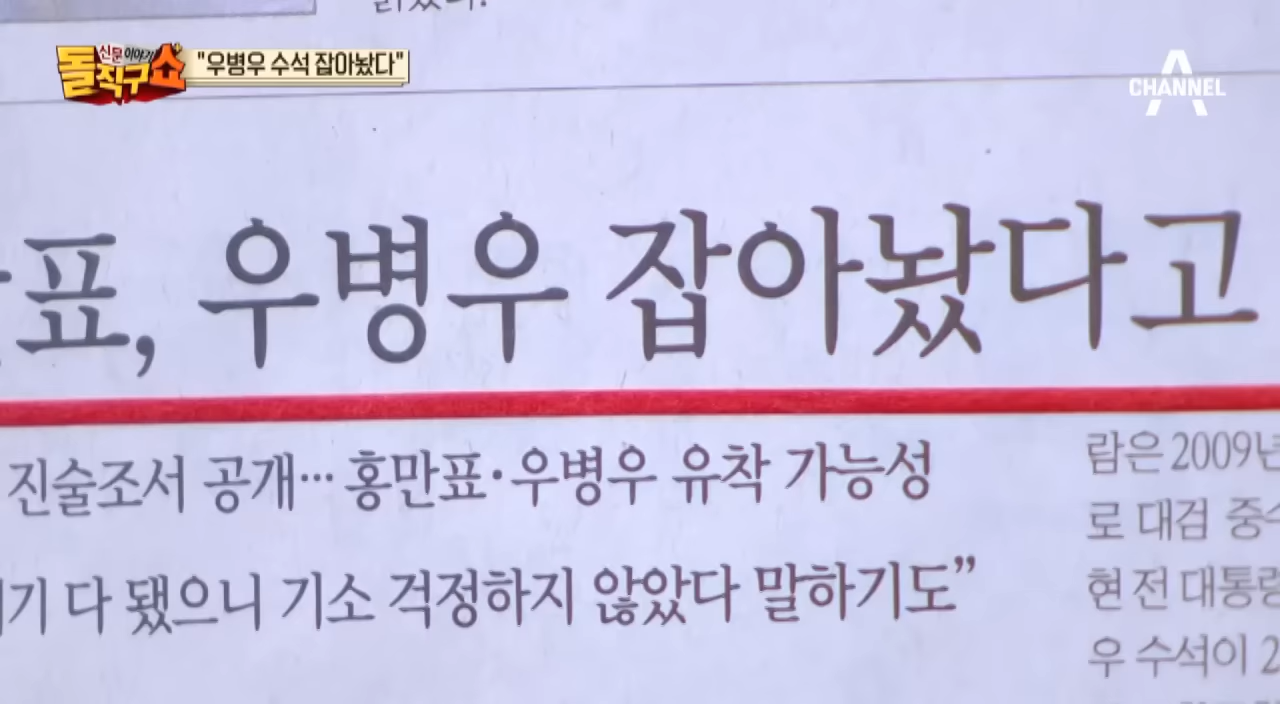 밝았다.
신문이야기
돌직구쇼
"우병우 수석 잡아놨다"
CHANNEL A
표, 우병우 잡아놨다고
진술조서 공개… 홍만표·우병우 유착 가능성
기 다 됐으니 기소 걱정하지 않았다 말하기도”
람은 2009년
로 대검 중수
현 전 대통령
우 수석이 2